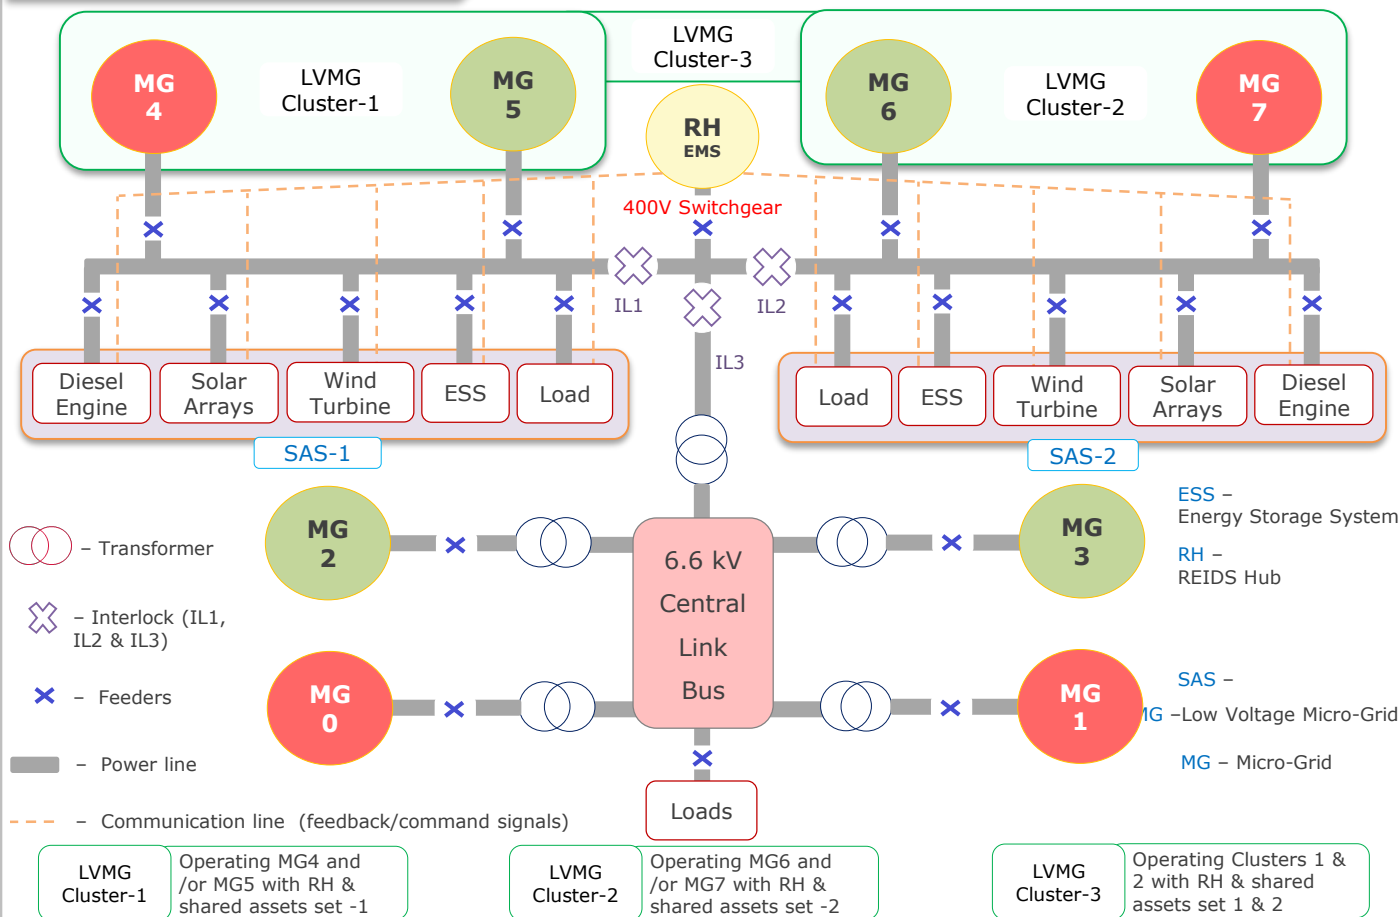 LVMG
Cluster-3
MG
4
LVMG
Cluster-1
MG
5
RH
EMS
MG
6
LVMG
Cluster-2
MG
7
400V Switchgear
IL1
IL2
IL3
Diesel
Engine
Solar
Arrays
Wind
Turbine
ESS
Load
SAS-1
Load
ESS
Wind
Turbine
Solar
Arrays
Diesel
Engine
SAS-2
MG
2
MG
3
6.6 kV
Central
Link
Bus
MG
0
MG
1
Loads
– Transformer
– Interlock (IL1,
IL2 & IL3)
– Feeders
– Power line
– Communication line (feedback/command signals)
ESS –
Energy Storage System
RH –
REIDS Hub
SAS –
MG –Low Voltage Micro-Grid
MG – Micro-Grid
LVMG
Cluster-1
Operating MG4 and
/or MG5 with RH &
shared assets set -1
LVMG
Cluster-2
Operating MG6 and
/or MG7 with RH &
shared assets set -2
LVMG
Cluster-3
Operating Clusters 1 &
2 with RH & shared
assets set 1 & 2